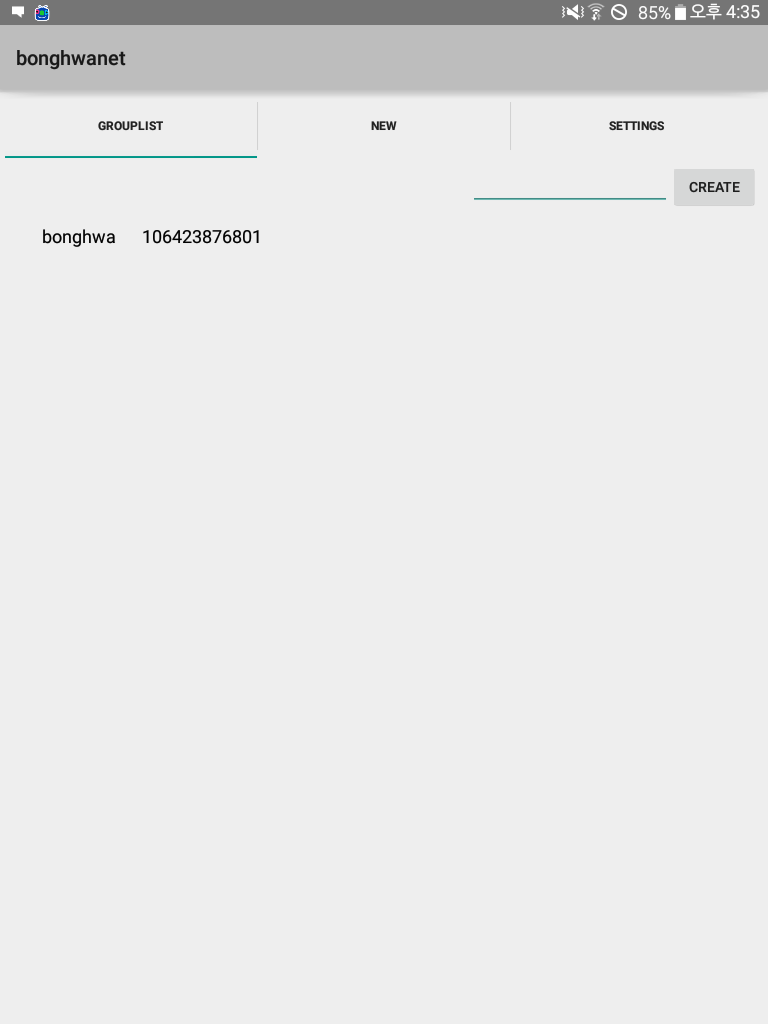 85% 오후 4:35
bonghwanet
GROUPLIST NEW SETTINGS
CREATE
bonghwa 106423876801